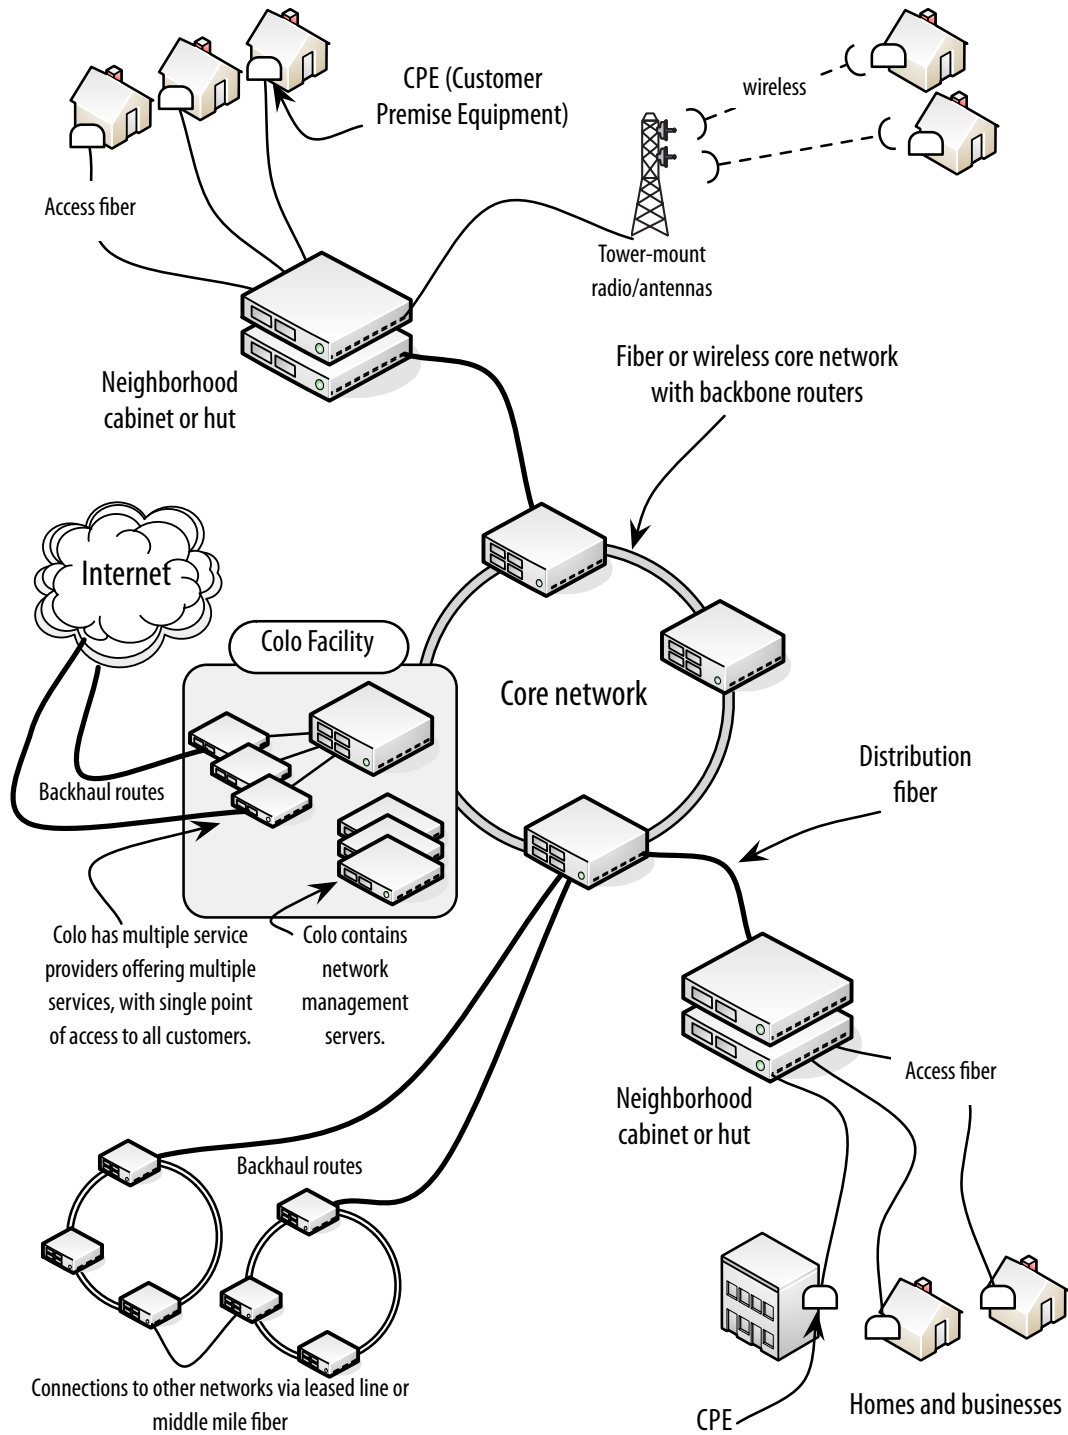 CPE (Customer
Premise Equipment)
wireless
Access fiber
Tower-mount
radio/antennas
Neighborhood
cabinet or hut
Fiber or wireless core network
with backbone routers
Internet
Colo Facility
Core network
Backhaul routes
Distribution
fiber
Colo has multiple service
providers offering multiple
services, with single point
of access to all customers.
Colo contains
network
management
servers.
Access fiber
Neighborhood
cabinet or hut
Backhaul routes
Connections to other networks via leased line or
middle mile fiber
CPE
Homes and businesses